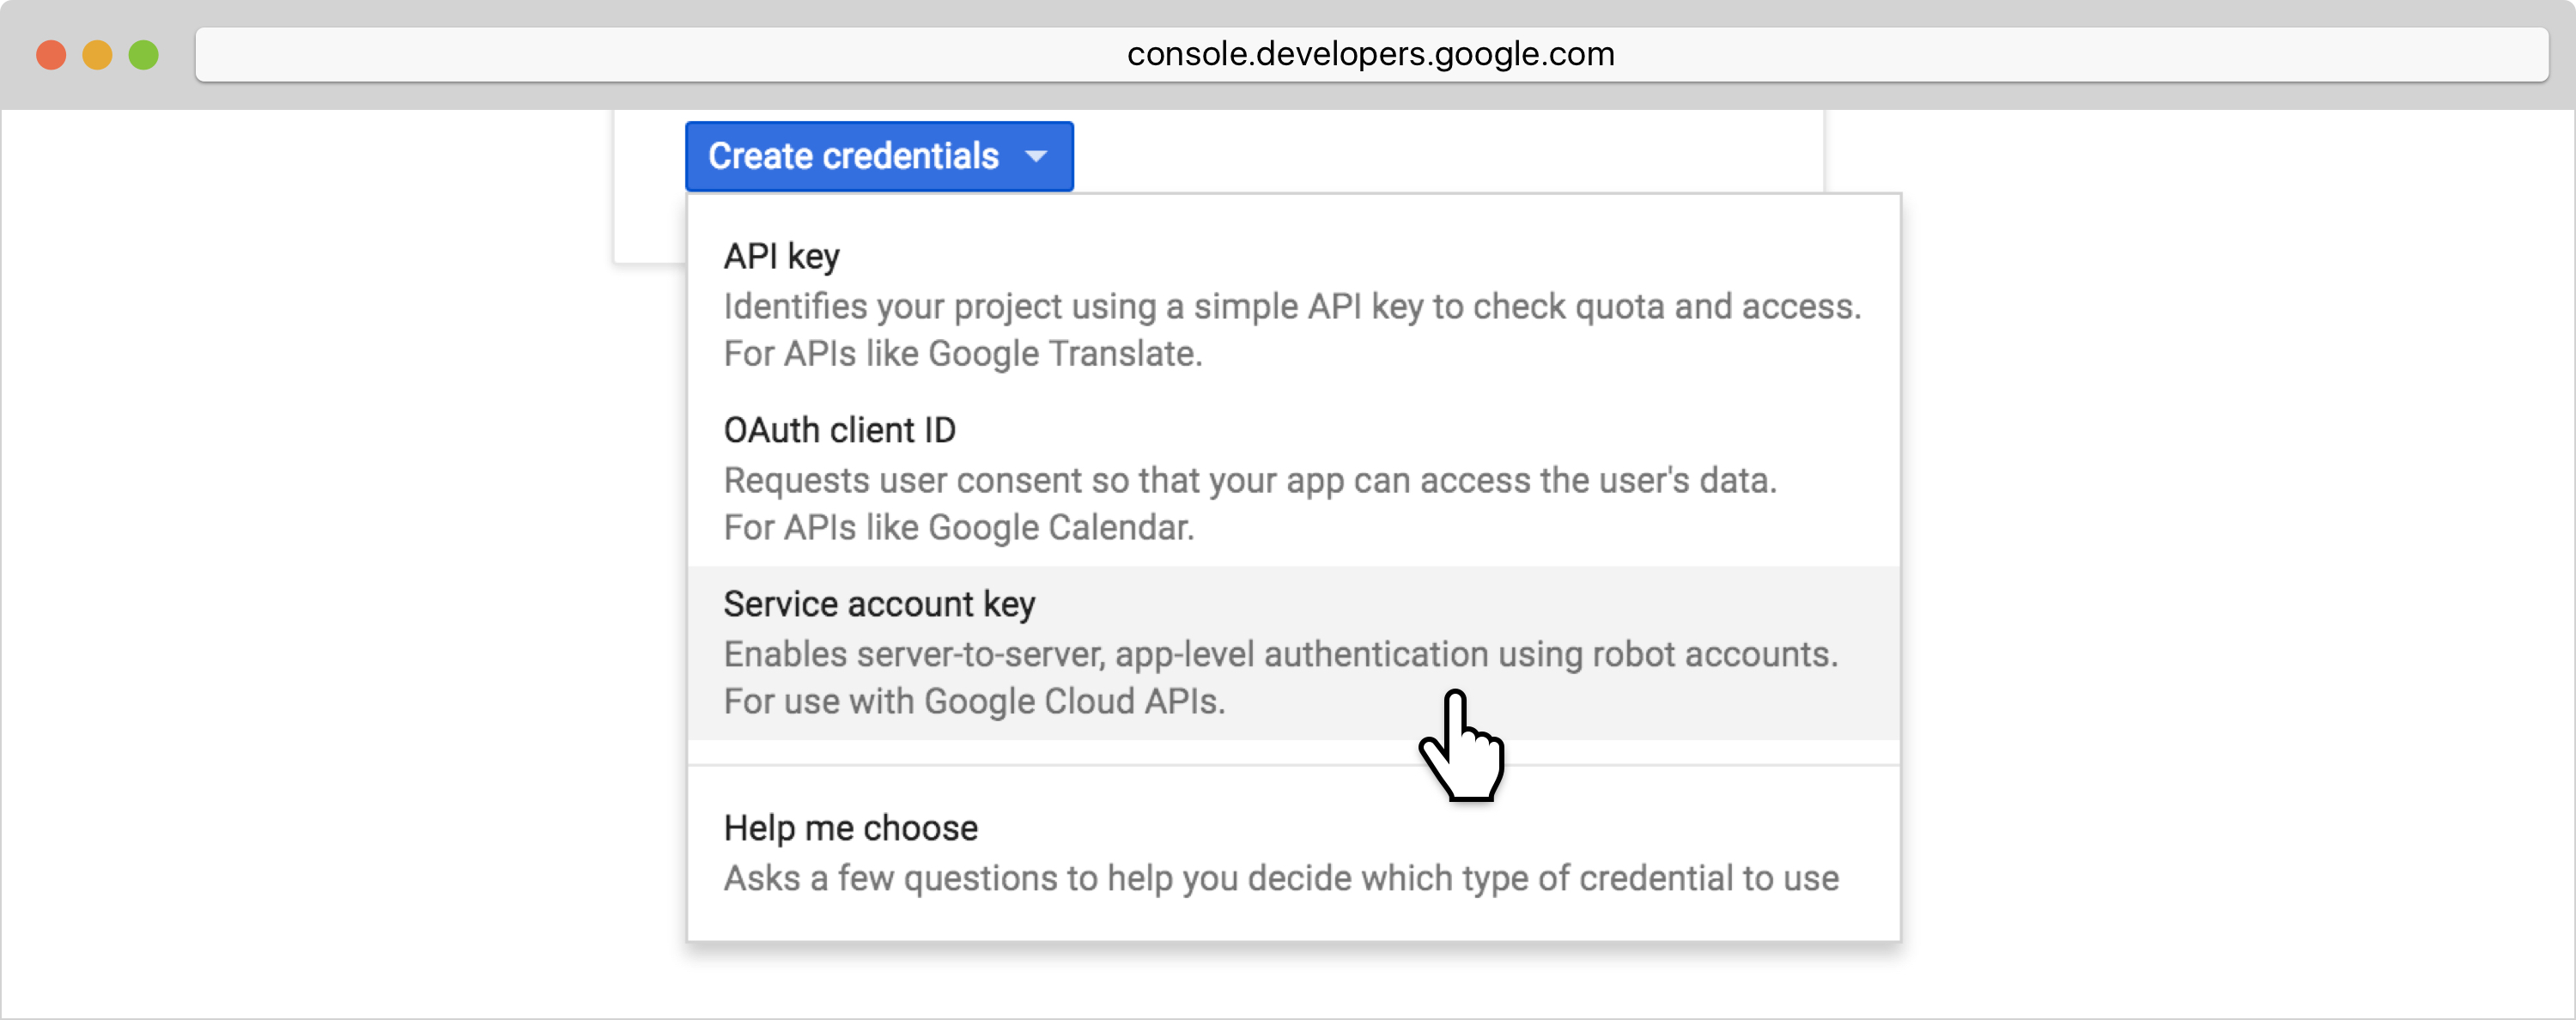 console.developers.google.com
Create credentials
API key
Identifies your project using a simple API key to check quota and access.
For APIs like Google Translate.
OAuth client ID
Requests user consent so that your app can access the user's data.
For APIs like Google Calendar.
Service account key
Enables server-to-server, app-level authentication using robot accounts.
For use with Google Cloud APIs.
Help me choose
Asks a few questions to help you decide which type of credential to use